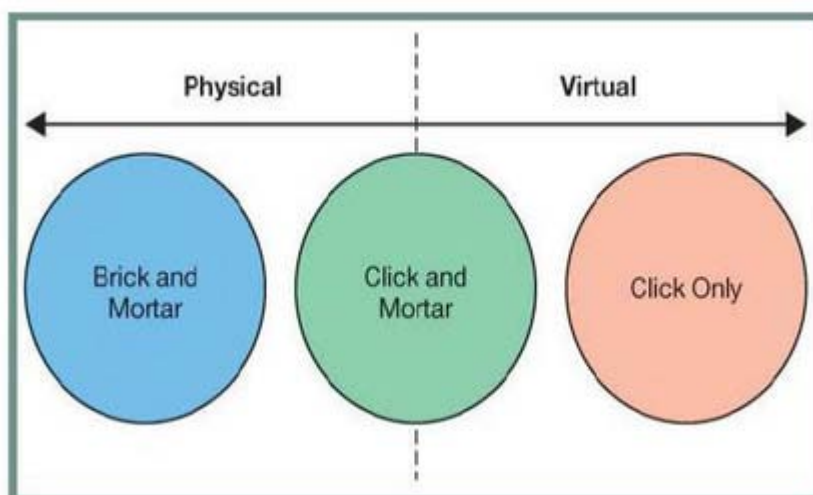 Physical
Virtual
Brick and
Mortar
Click and
Mortar
Click Only